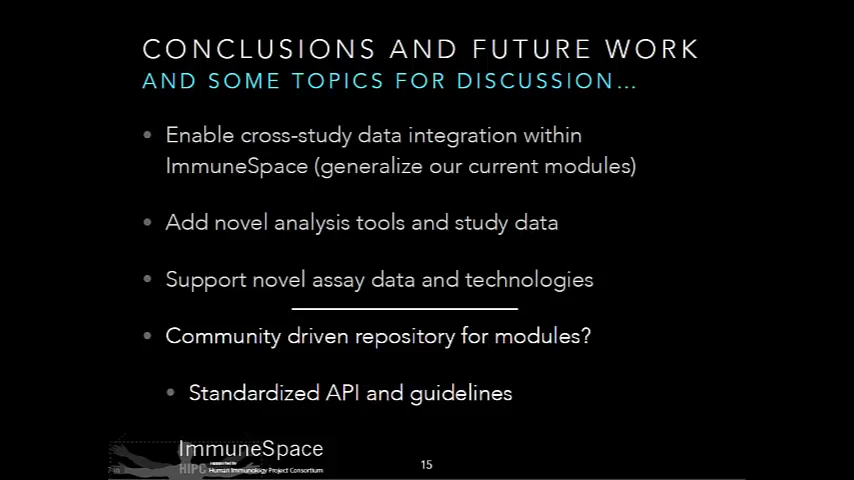 CONCLUSIONS AND FUTURE WORK
AND SOME TOPICS FOR DISCUSSION...
• Enable cross-study data integration within
ImmuneSpace (generalize our current modules)
• Add novel analysis tools and study data
• Support novel assay data and technologies
• Community driven repository for modules?
• Standardized API and guidelines
ImmuneSpace
HIPC
Human Immunology Project Consortium
15